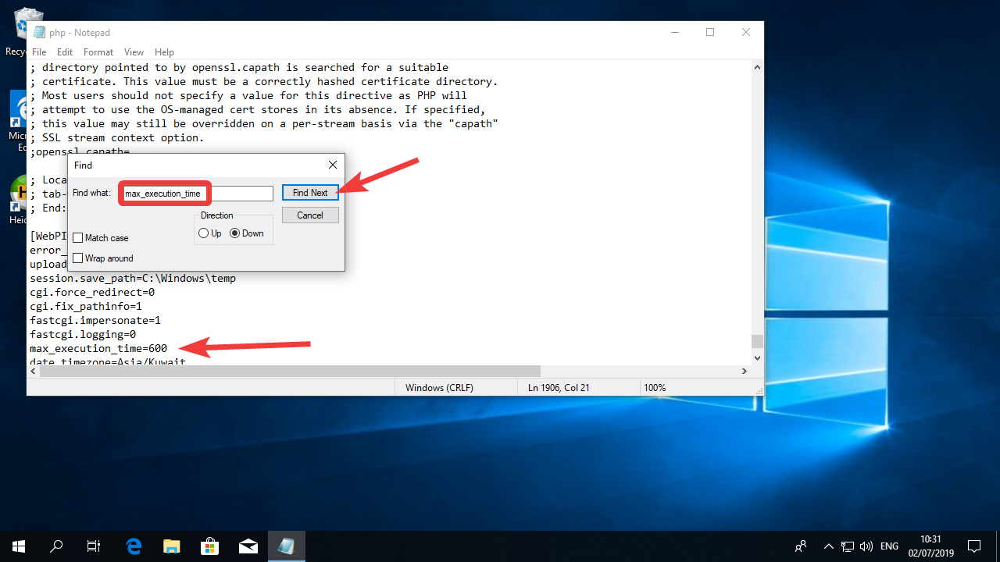 Recyc
php - Notepad
File Edit Format View Help
; directory pointed to by openssl.capath is searched for a suitable
; certificate. This value must be a correctly hashed certificate directory.
; Most users should not specify a value for this directive as PHP will
; attempt to use the OS-managed cert stores in its absence. If specified,
; this value may still be overridden on a per-stream basis via the "capath"
; SSL stream context option.
;openssl.capath=
Micr
Ed
; Loca
; tab-
; End:
Heid
[WebPI
error_
upload
session.save_path=C:\Windows\temp
cgi.force_redirect=0
cgi.fix_pathinfo=1
fastcgi.impersonate=1
fastcgi.logging=0
max_execution_time=600
date.timezone=Asia/Kuwait
Find
Find what: max_execution_time Find Next
Cancel
Direction
Up Down
Match case
Wrap around
Windows (CRLF) Ln 1906, Col 21 100%
ENG
10:31
02/07/2019